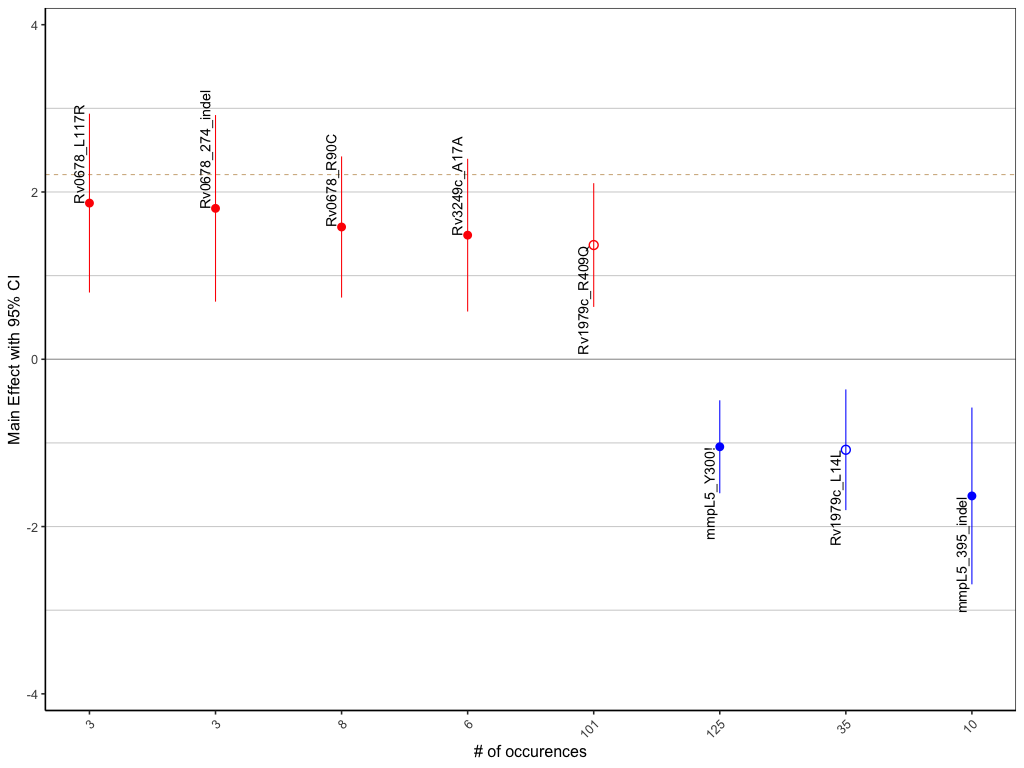 4
2
0
-2
-4
Main Effect with 95% CI
Rv0678_L117R
Rv0678_274_indel
Rv0678_R90C
Rv3249c_A17A
Rv1979c_R409Q
mmpL5_Y300!
Rv1979c_L14L
mmpL5_395_indel
3
3
8
6
101
125
35
10
# of occurences